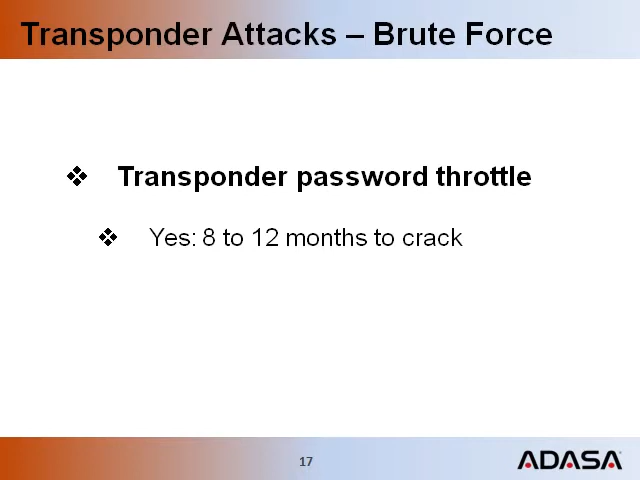 Transponder Attacks – Brute Force
Transponder password throttle
Yes: 8 to 12 months to crack
17
ADASA